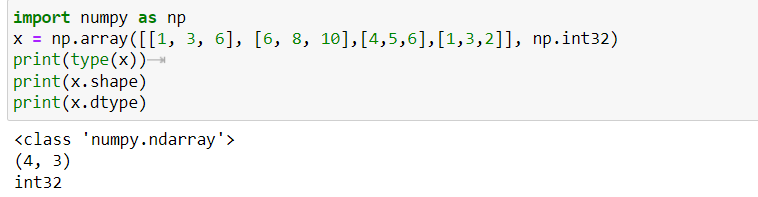 import numpy as np
x = np.array([[1, 3, 6], [6, 8, 10],[4,5,6],[1,3,2]], np.int32)
print(type(x))
print(x.shape)
print(x.dtype)
<class 'numpy.ndarray'>
(4, 3)
int32